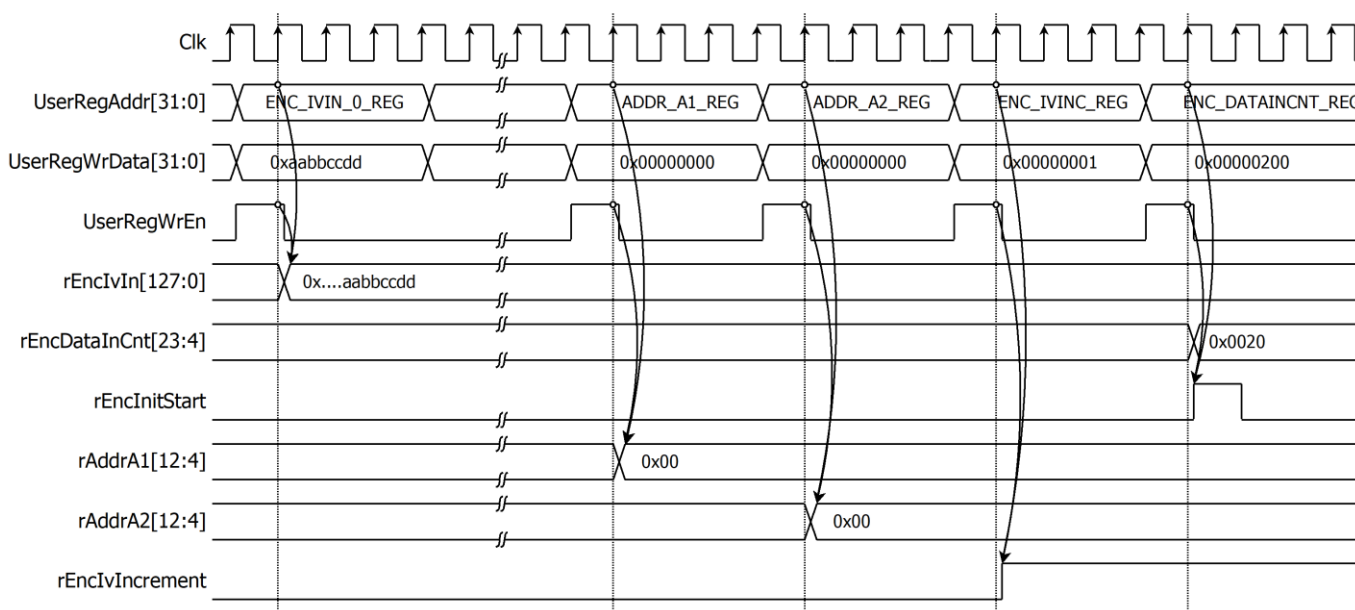 Clk
UserRegAddr[31:0] ENC_IVIN_0_REG ADDR_A1_REG ADDR_A2_REG ENC_IVINC_REG ENC_DATAINCNT_REG
UserRegWrData[31:0] 0xaabbccdd 0x00000000 0x00000000 0x00000001 0x00000200
UserRegWrEn
rEncIvIn[127:0] 0x....aabbccdd
rEncDataInCnt[23:4] 0x0020
rEncInitStart
rAddrA1[12:4] 0x00
rAddrA2[12:4] 0x00
rEncIvIncrement